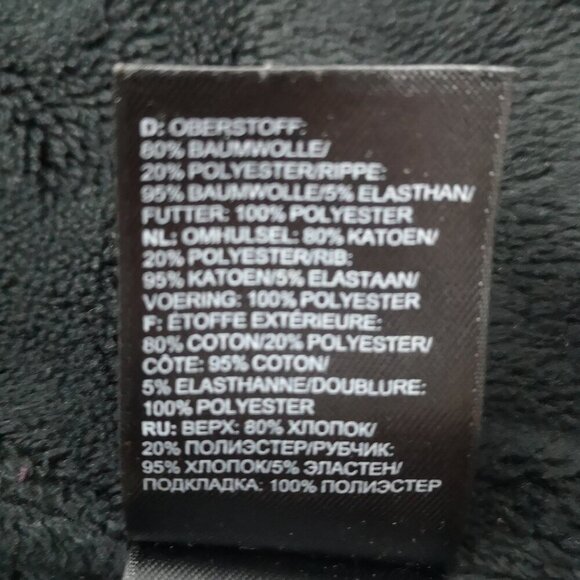 D: OBERSTOFF:
80% BAUMWOLLE/
20% POLYESTER/RIPPE:
95% BAUMWOLLE/5% ELASTHAN/
FUTTER: 100% POLYESTER
NL: OMHULSEL: 80% KATOEN/
20% POLYESTER/RIB:
95% KATOEN/5% ELASTAAN/
VOERING: 100% POLYESTER
F: ÉTOFFE EXTÉRIEURE:
80% COTON/20% POLYESTER/
CÔTE: 95% COTON/
5% ELASTHANNE/DOUBLURE:
100% POLYESTER
RU: ВЕРХ: 80% ХЛОПОК/
20% ПОЛИЭСТЕР/РУБЧИК:
95% ХЛОПОК/5% ЭЛАСТЕН/
ПОДКЛАДКА: 100% ПОЛИЭСТЕР